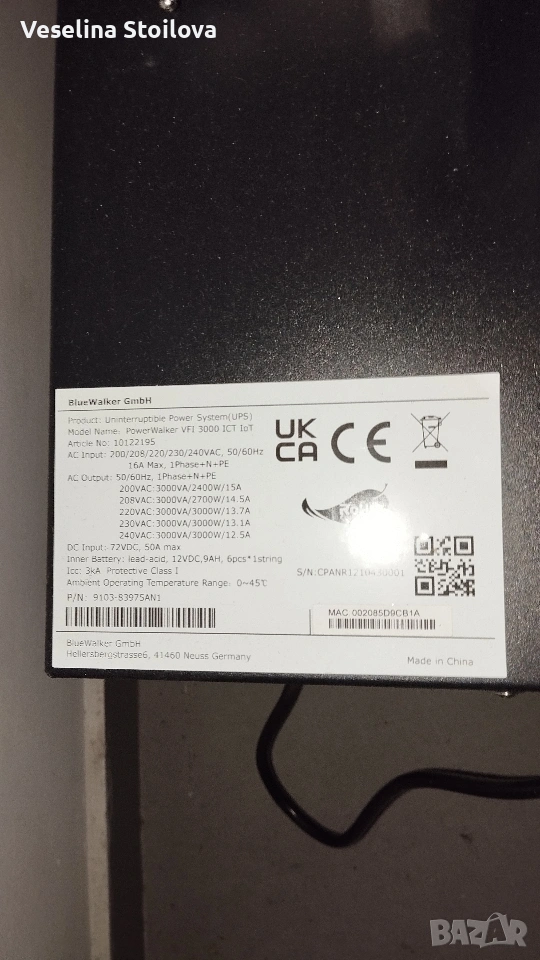 Veselina Stoilova
BlueWalker GmbH
Product: Uninterruptible Power System(UPS)
Model Name: PowerWalker VFI 3000 ICT IoT
Article No: 10122195
AC Input: 200/208/220/230/240VAC, 50/60Hz
16A Max, 1Phase+N+PE
AC Output: 50/60Hz, 1Phase+N+PE
200VAC:3000VA/2400W/15A
208VAC:3000VA/2700W/14.5A
220VAC:3000VA/3000W/13.7A
230VAC:3000VA/3000W/13.1A
240VAC:3000VA/3000W/12.5A
DC Input: 72VDC, 50A max
Inner Battery: lead-acid, 12VDC,9AH, 6pcs*1string
Icc: 3kA Protective Class I
Ambient Operating Temperature Range: 0~45℃
P/N: 9103-83975AN1
UK
CA CE
S/N:CPANR1210430001
MAC 002085D9CB1A
BlueWalker GmbH
Hellersbergstrasse6, 41460 Neuss Germany
Made in China
BAZAR